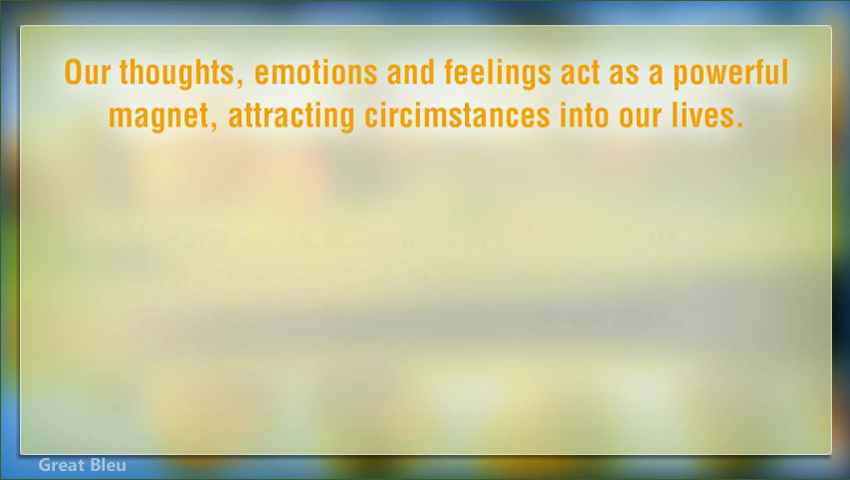 Our thoughts, emotions and feelings act as a powerful
magnet, attracting circimstances into our lives.
Great Bleu